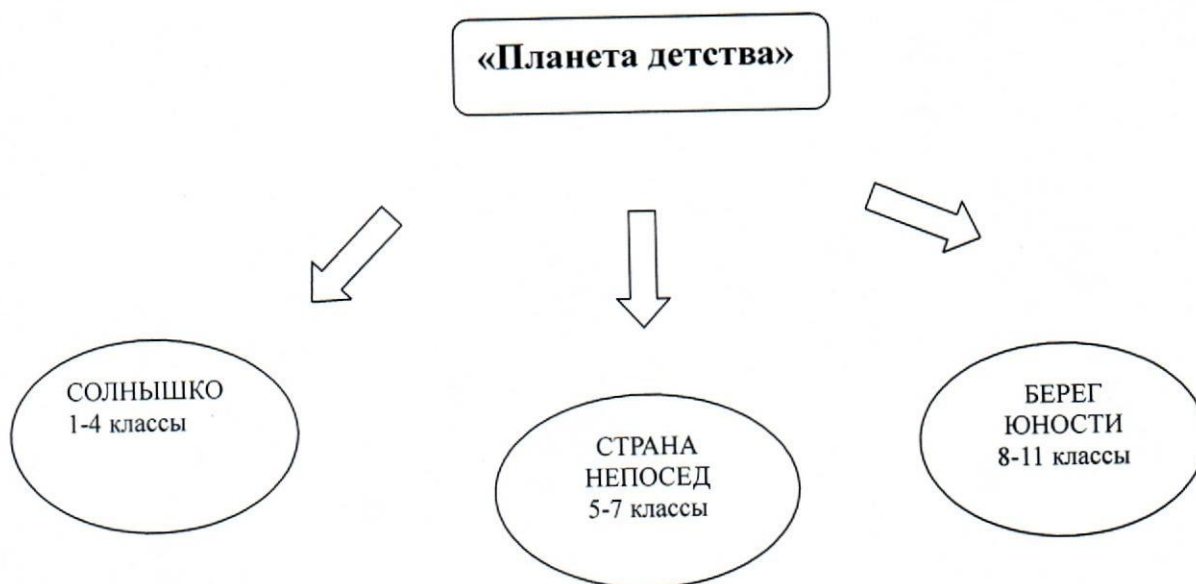 «Планета детства»
СОЛНЫШКО
1-4 классы
СТРАНА
НЕПОСЕД
5-7 классы
БЕРЕГ
ЮНОСТИ
8-11 классы